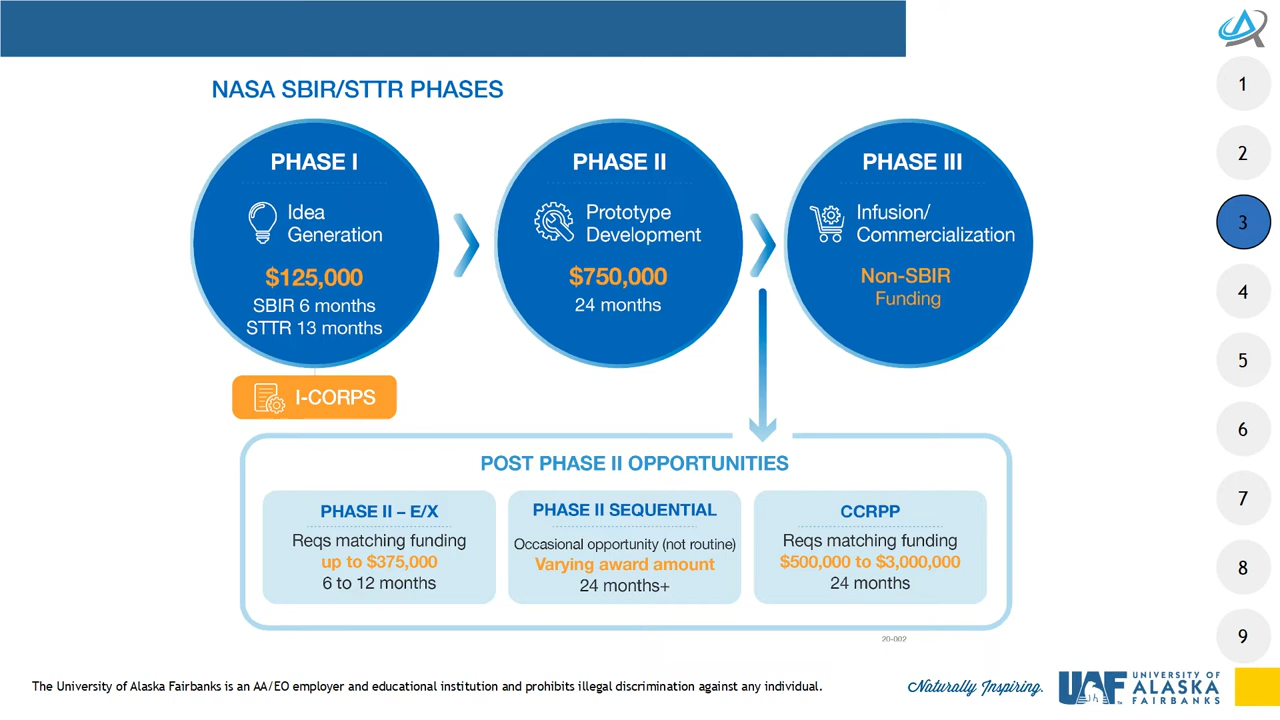 NASA SBIR/STTR PHASES
PHASE I
Idea
Generation
$125,000
SBIR 6 months
STTR 13 months
I-CORPS
PHASE II
Prototype
Development
$750,000
24 months
PHASE III
Infusion/
Commercialization
Non-SBIR
Funding
POST PHASE II OPPORTUNITIES
PHASE II – E/X
Reqs matching funding
up to $375,000
6 to 12 months
PHASE II SEQUENTIAL
Occasional opportunity (not routine)
Varying award amount
24 months+
CCRPP
Reqs matching funding
$500,000 to $3,000,000
24 months
20-002
1
2
3
4
5
6
7
8
9
The University of Alaska Fairbanks is an AA/EO employer and educational institution and prohibits illegal discrimination against any individual.
Naturally Inspiring.
UAF
UNIVERSITY OF
ALASKA
FAIRBANKS